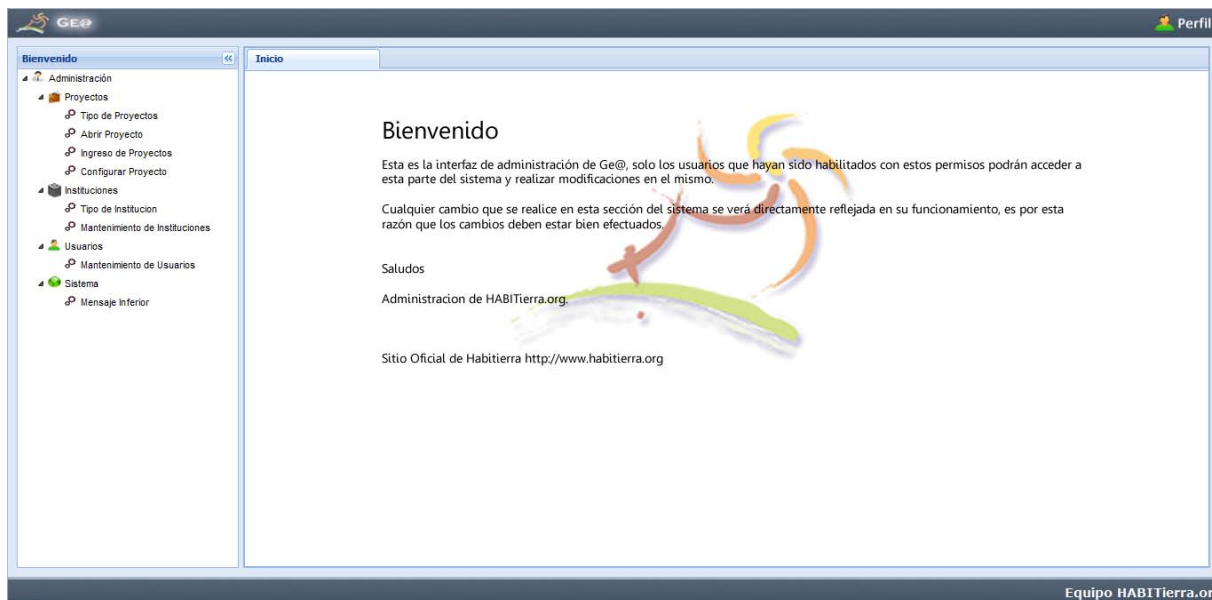 GE@
Perfil
Bienvenido
Inicio
Administración
Proyectos
Tipo de Proyectos
Abrir Proyecto
Ingreso de Proyectos
Configurar Proyecto
Instituciones
Tipo de Institucion
Mantenimiento de Instituciones
Usuarios
Mantenimiento de Usuarios
Sistema
Mensaje Inferior
Bienvenido
Esta es la interfaz de administración de Ge@, solo los usuarios que hayan sido habilitados con estos permisos podrán acceder a
esta parte del sistema y realizar modificaciones en el mismo.
Cualquier cambio que se realice en esta sección del sistema se verá directamente reflejada en su funcionamiento, es por esta
razón que los cambios deben estar bien efectuados.
Saludos
Administracion de HABITierra.org.
Sitio Oficial de Habitierra http://www.habitierra.org
Equipo HABITierra.or